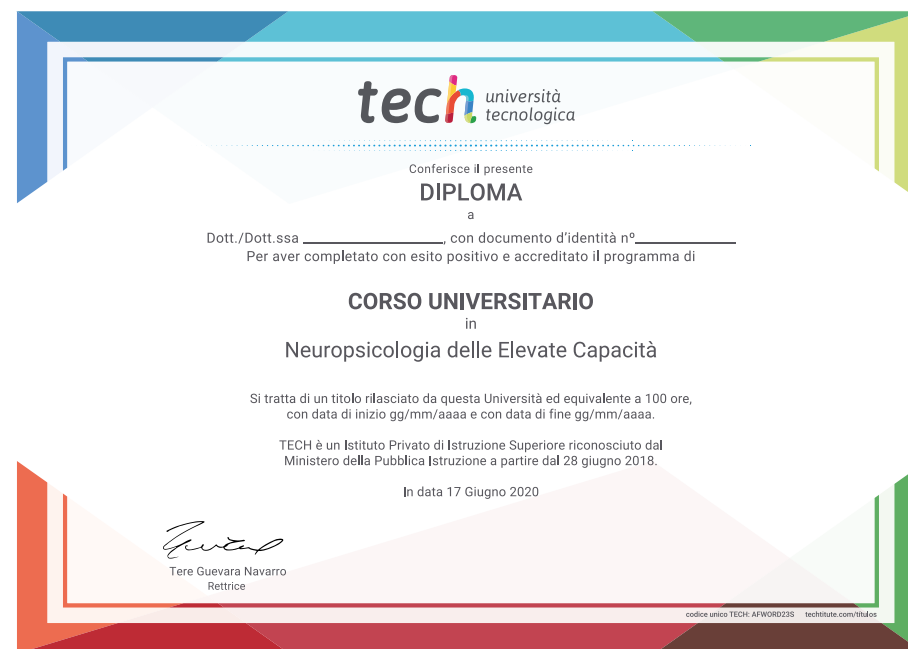 tech università
tecnologica
Conferisce il presente
DIPLOMA
a
Dott./Dott.ssa ____________________, con documento d'identità nº______________
Per aver completato con esito positivo e accreditato il programma di
CORSO UNIVERSITARIO
in
Neuropsicologia delle Elevate Capacità
Si tratta di un titolo rilasciato da questa Università ed equivalente a 100 ore,
con data di inizio gg/mm/aaaa e con data di fine gg/mm/aaaa.
TECH è un Istituto Privato di Istruzione Superiore riconosciuto dal
Ministero della Pubblica Istruzione a partire dal 28 giugno 2018.
In data 17 Giugno 2020
Tere Guevara Navarro
Rettrice
codice unico TECH: AFWORD23S techtitute.com/titulos